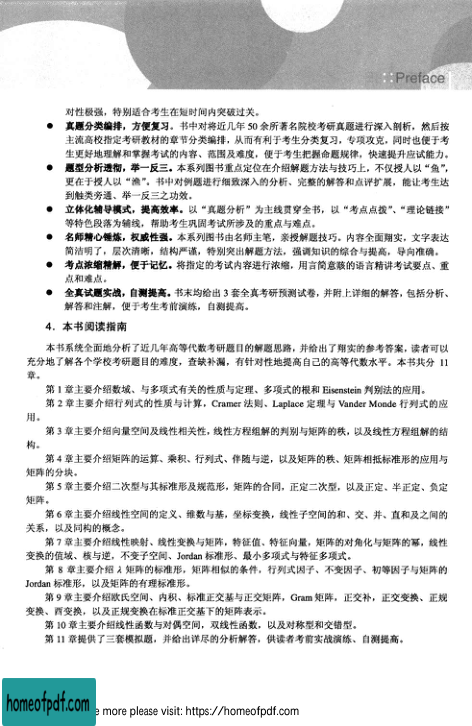 ::Preface
对性极强，特别适合考生在短时间内突破过关。
● 真题分类编排，方便复习。书中对将近几年 50 余所著名院校考研真题进行深入剖析，然后按
主流高校指定考研教材的章节分类编排，从而有利于考生分类复习，专项攻克，同时也便于考
生更好地理解和掌握考试的内容、范围及难度，便于考生把握命题规律，快速提升应试能力。
● 题型分析透彻，举一反三。本系列图书重点定位在介绍解题方法与技巧上，不仅授人以“鱼”，
更在于授人以“渔”。书中对例题进行细致深入的分析、完整的解答和点评扩展，能让考生达
到触类旁通、举一反三之功效。
● 立体化辅导模式，提高效率。以“真题分析”为主线贯穿全书，以“考点点拨”、“理论链接”
等特色段落为辅线，帮助考生巩固考试所涉及的重点与难点。
● 名师精心锤炼，权威性强。本系列图书由名师主笔，亲授解题技巧。内容全面翔实，文字表达
简洁明了，层次清晰，结构严谨，特别突出解题方法，强调知识的综合与提高，导向准确。
● 考点浓缩精解，便于记忆。将指定的考试内容进行浓缩，用言简意赅的语言精讲考试要点、重
点和难点。
● 全真试题实战，自测提高。书末均给出 3 套全真考研预测试卷，并附上详细的解答，包括分析、
解答和注解，便于考生考前演练，自测提高。
4．本书阅读指南
本书系统全面地分析了近几年高等代数考研题目的解题思路，并给出了翔实的参考答案，读者可以
充分地了解各个学校考研题目的难度，查缺补漏，有针对性地提高自己的高等代数水平。本书共分 11
章。
第 1 章主要介绍数域、与多项式有关的性质与定理、多项式的根和 Eisenstein 判别法的应用。
第 2 章主要介绍行列式的性质与计算，Cramer 法则、Laplace 定理与 Vander Monde 行列式的应
用。
第 3 章主要介绍向量空间及线性相关性，线性方程组解的判别与矩阵的秩，以及线性方程组解的结
构。
第 4 章主要介绍矩阵的运算、乘积、行列式、伴随与逆，以及矩阵的秩、矩阵相抵标准形的应用与
矩阵的分块。
第 5 章主要介绍二次型与其标准形及规范形，矩阵的合同，正定二次型，以及正定、半正定、负定
矩阵。
第 6 章主要介绍线性空间的定义、维数与基，坐标变换，线性子空间的和、交、并、直和及之间的
关系，以及同构的概念。
第 7 章主要介绍线性映射、线性变换与矩阵，特征值、特征向量，矩阵的对角化与矩阵的幂，线性
变换的值域、核与逆，不变子空间、Jordan 标准形、最小多项式与特征多项式。
第 8 章主要介绍 λ 矩阵的标准形，矩阵相似的条件，行列式因子、不变因子、初等因子与矩阵的
Jordan 标准形，以及矩阵的有理标准形。
第 9 章主要介绍欧氏空间、内积、标准正交基与正交矩阵，Gram 矩阵，正交补，正交变换、正规
变换、酉变换，以及正规变换在标准正交基下的矩阵表示。
第 10 章主要介绍线性函数与对偶空间，双线性函数，以及对称型和交错型。
第 11 章提供了三套模拟题，并给出详尽的分析解答，供读者考前实战演练、自测提高。
homeofpdf.com
e more please visit: https://homeofpdf.com